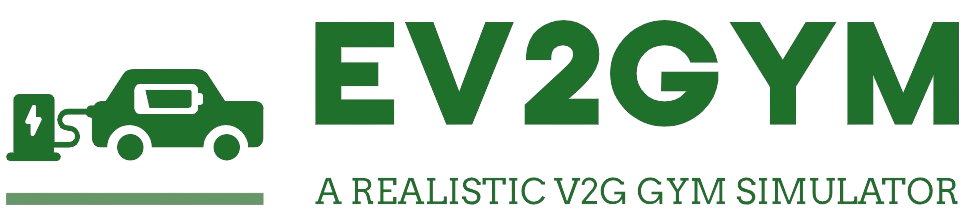 EV2GYM
A REALISTIC V2G GYM SIMULATOR